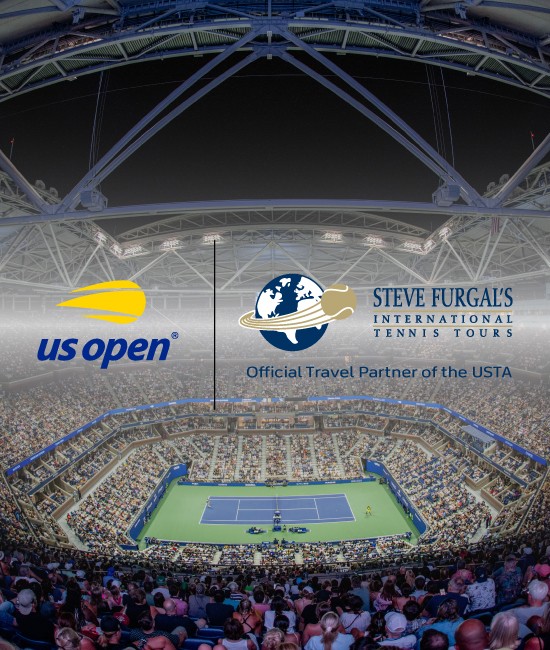 us open®
STEVE FURGAL'S
INTERNATIONAL
TENNIS TOURS
Official Travel Partner of the USTA